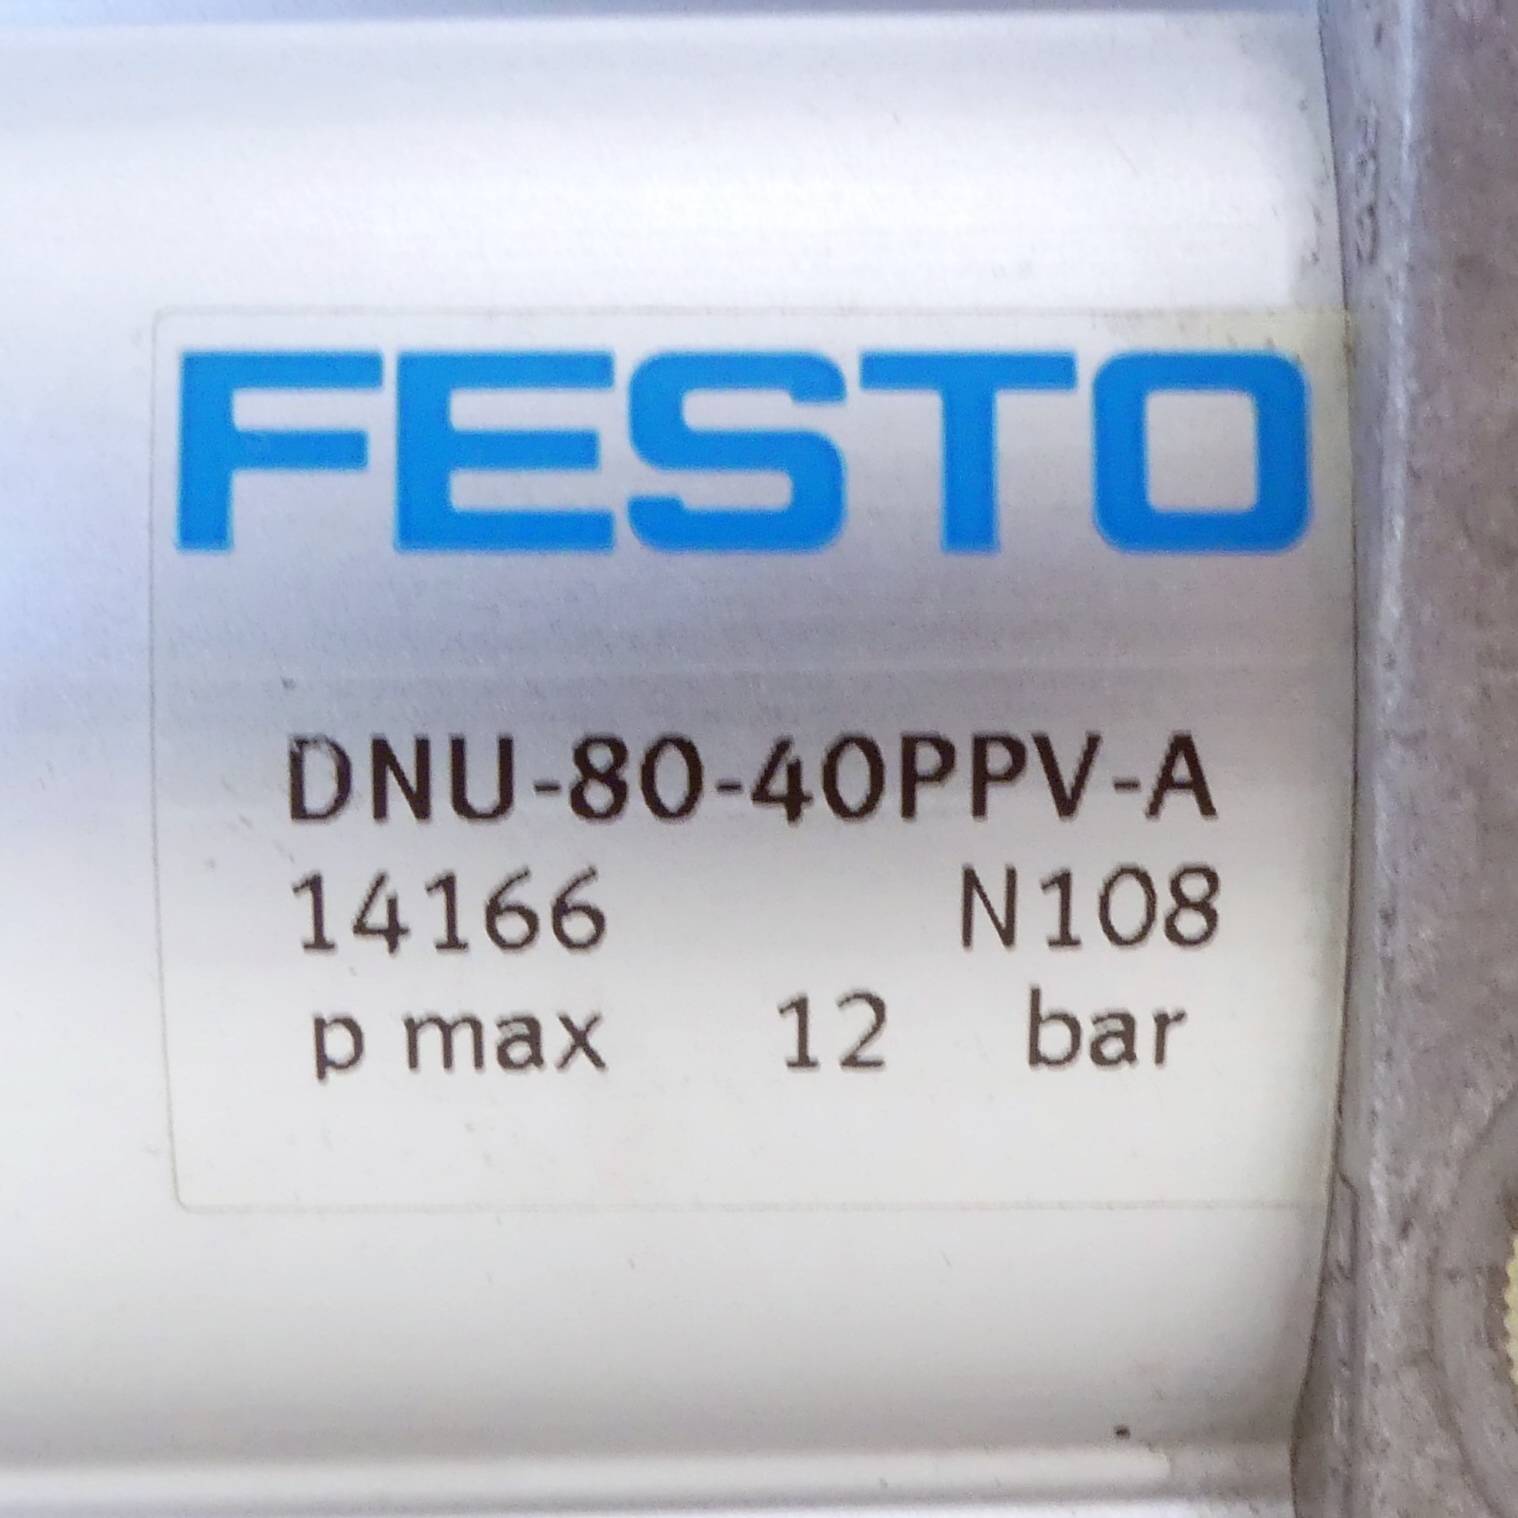 FESTO
DNU-80-40PPV-A
14166 N108
p max 12 bar